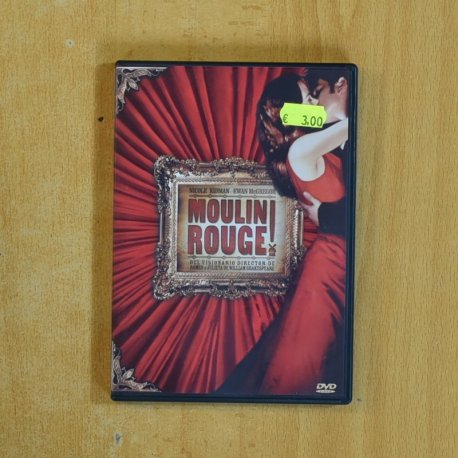 € 3.00
NICOLE KIDMAN EWAN McGREGOR
MOULIN
ROUGE!
DEL VISIONARIO DIRECTOR DE
ROMEO Y JULIETA DE WILLIAM SHAKESPEARE
DVD